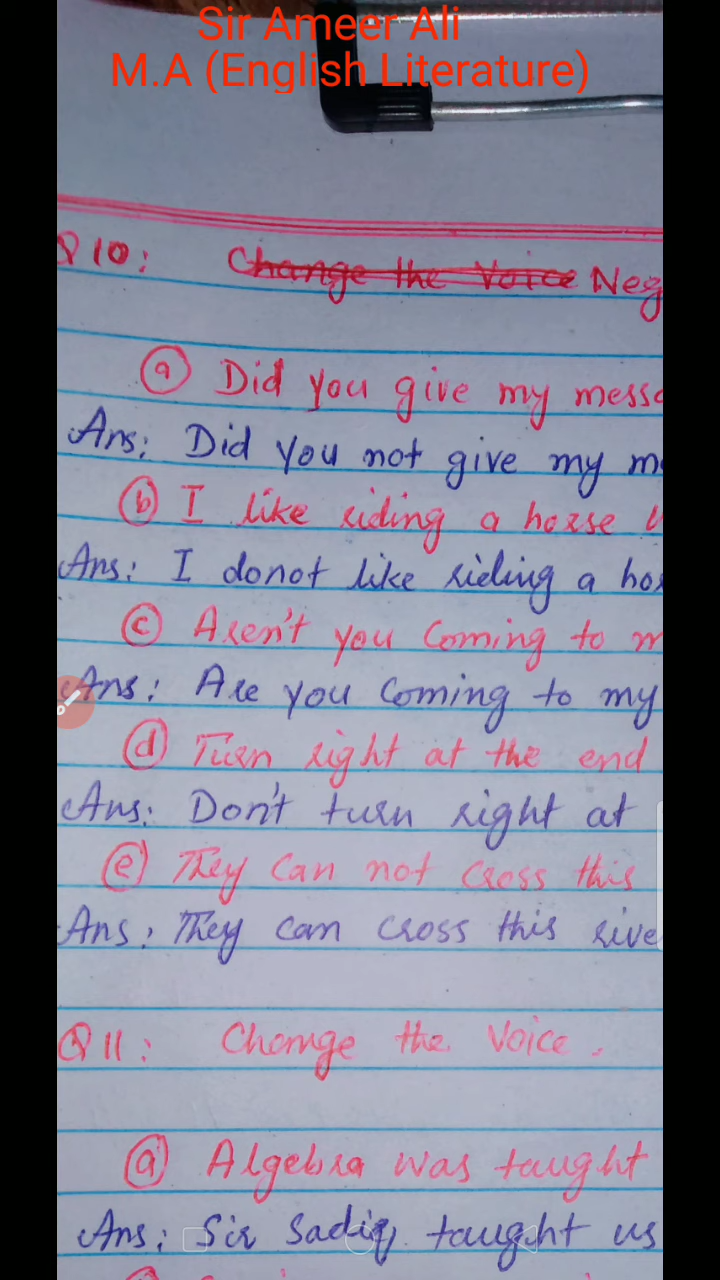 Sir Ameer Ali
M.A (English Literature)
Q 10: Change the Voice Neg
(a) Did you give my messa
Ans: Did you not give my m
(b) I like riding a horse
Ans: I donot like riding a ho
(c) Aren't you Coming to m
Ans: Are you Coming to my
(d) Turn right at the end
Ans: Don't turn right at
(e) They Can not Cross this
Ans: They can cross this rive
Q 11: Change the Voice.
(a) Algebra was taught
Ans: Sir Sadiq taught us